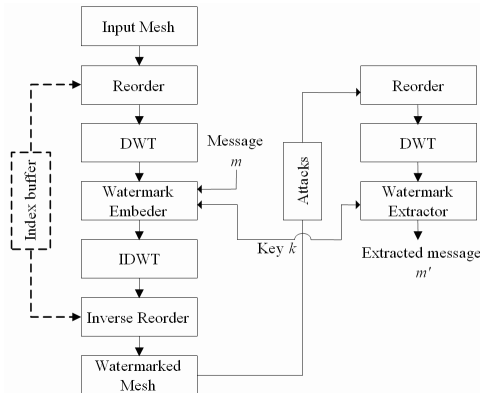 Input Mesh
Reorder
DWT
Message
m
Watermark
Embeder
Key k
IDWT
Inverse Reorder
Watermarked
Mesh
Index buffer
Attacks
Reorder
DWT
Watermark
Extractor
Extracted message
m'